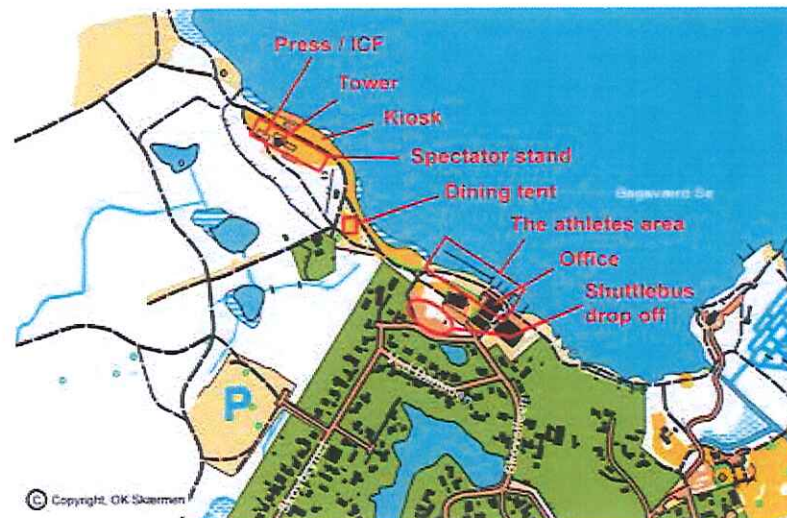 Press / ICF
Tower
Kiosk
Spectator stand
Dining tent
Bagsværd Sø
The athletes area
Office
Shuttlebus
drop off
P
© Copyright, OK Skærmen